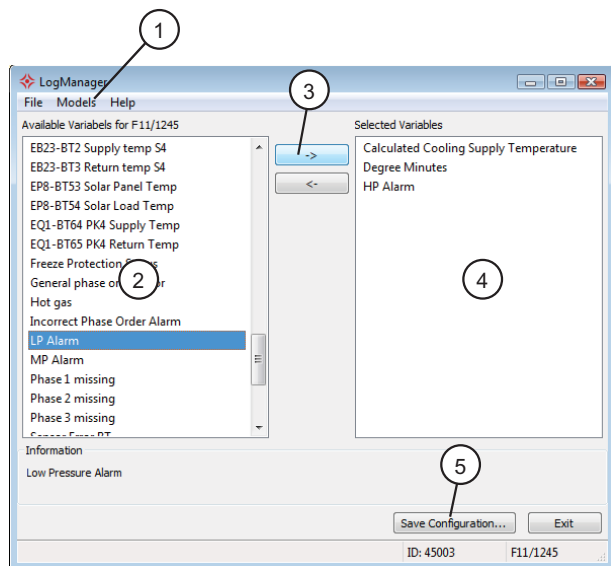 1
LogManager
File Models Help
3
Available Variabels for F11/1245
Selected Variables
EB23-BT2 Supply temp S4
EB23-BT3 Return temp S4
EP8-BT53 Solar Panel Temp
EP8-BT54 Solar Load Temp
EQ1-BT64 PK4 Supply Temp
EQ1-BT65 PK4 Return Temp
Freeze Protection
General phase
2
Hot gas
Incorrect Phase Order Alarm
LP Alarm
MP Alarm
Phase 1 missing
Phase 2 missing
Phase 3 missing
->
<-
Calculated Cooling Supply Temperature
Degree Minutes
HP Alarm
4
Information
Low Pressure Alarm
5
Save Configuration...
Exit
ID: 45003
F11/1245